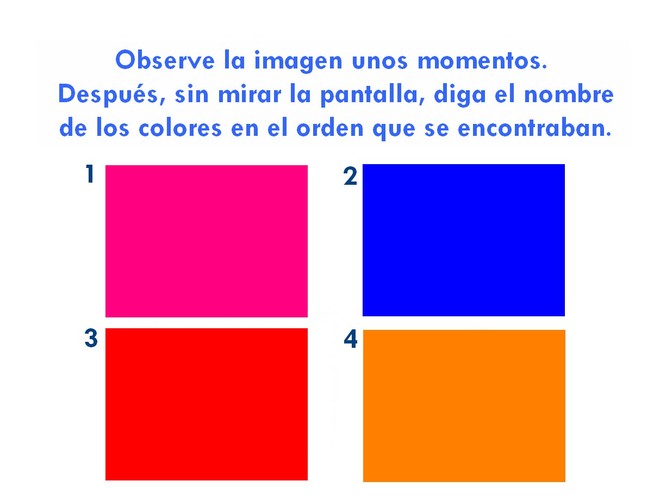 Observe la imagen unos momentos.
Después, sin mirar la pantalla, diga el nombre
de los colores en el orden que se encontraban.
1
2
3
4